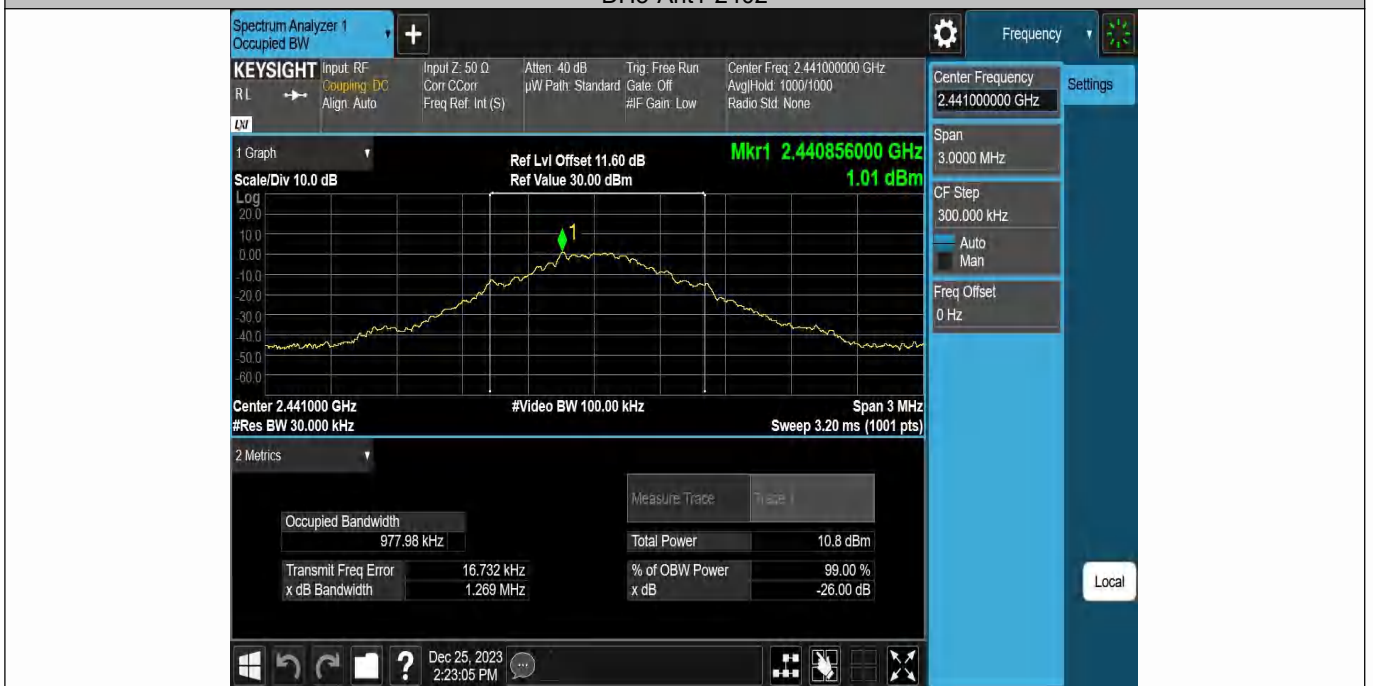 Spectrum Analyzer 1
Occupied BW
Frequency
KEYSIGHT
RL
LXI
Input: RF
Coupling: DC
Align: Auto
Input Z: 50 Ω
Corr CCorr
Freq Ref: Int (S)
Atten: 40 dB
µW Path: Standard
Trig: Free Run
Gate: Off
#IF Gain: Low
Center Freq: 2.441000000 GHz
Avg|Hold: 1000/1000
Radio Std: None
Center Frequency
2.441000000 GHz
Settings
Span
3.0000 MHz
CF Step
300.000 kHz
Auto
Man
Freq Offset
0 Hz
Local
1 Graph
Scale/Div 10.0 dB
Ref Lvl Offset 11.60 dB
Ref Value 30.00 dBm
Mkr1 2.440856000 GHz
1.01 dBm
Log
20.0
10.0
0.00
-10.0
-20.0
-30.0
-40.0
-50.0
-60.0
1
Center 2.441000 GHz
#Video BW 100.00 kHz
Span 3 MHz
#Res BW 30.000 kHz
Sweep 3.20 ms (1001 pts)
2 Metrics
Measure Trace
Trace 1
Occupied Bandwidth
977.98 kHz
Total Power
10.8 dBm
Transmit Freq Error
16.732 kHz
% of OBW Power
99.00 %
x dB Bandwidth
1.269 MHz
x dB
-26.00 dB
?
Dec 25, 2023
2:23:05 PM